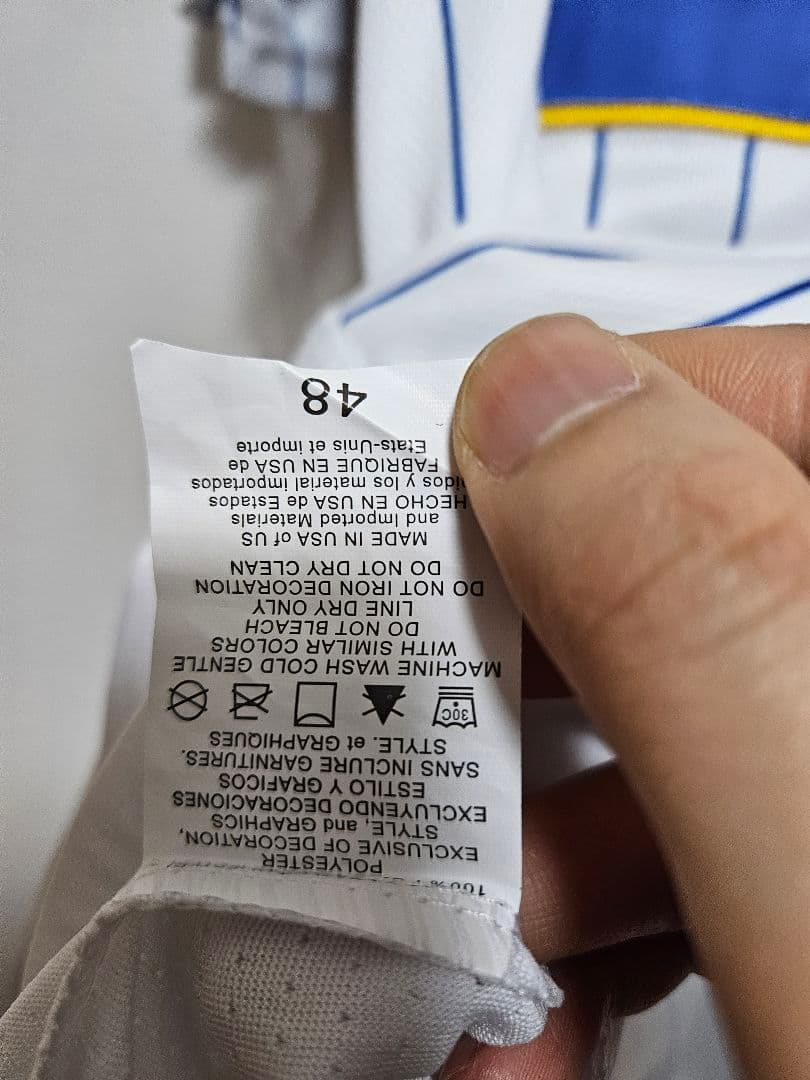 100%
POLYESTER
EXCLUSIVE OF DECORATION,
STYLE, and GRAPHICS
EXCLUYENDO DECORACIONES
ESTILO Y GRAFICOS
SANS INCLURE GARNITURES.
STYLE. et GRAPHIQUES
30C
MACHINE WASH COLD GENTLE
WITH SIMILAR COLORS
DO NOT BLEACH
LINE DRY ONLY
DO NOT IRON DECORATION
DO NOT DRY CLEAN
MADE IN USA of US
and Imported Materials
HECHO EN USA de Estados
y los material importados
FABRIQUE EN USA de
Etats-Unis et importe
48